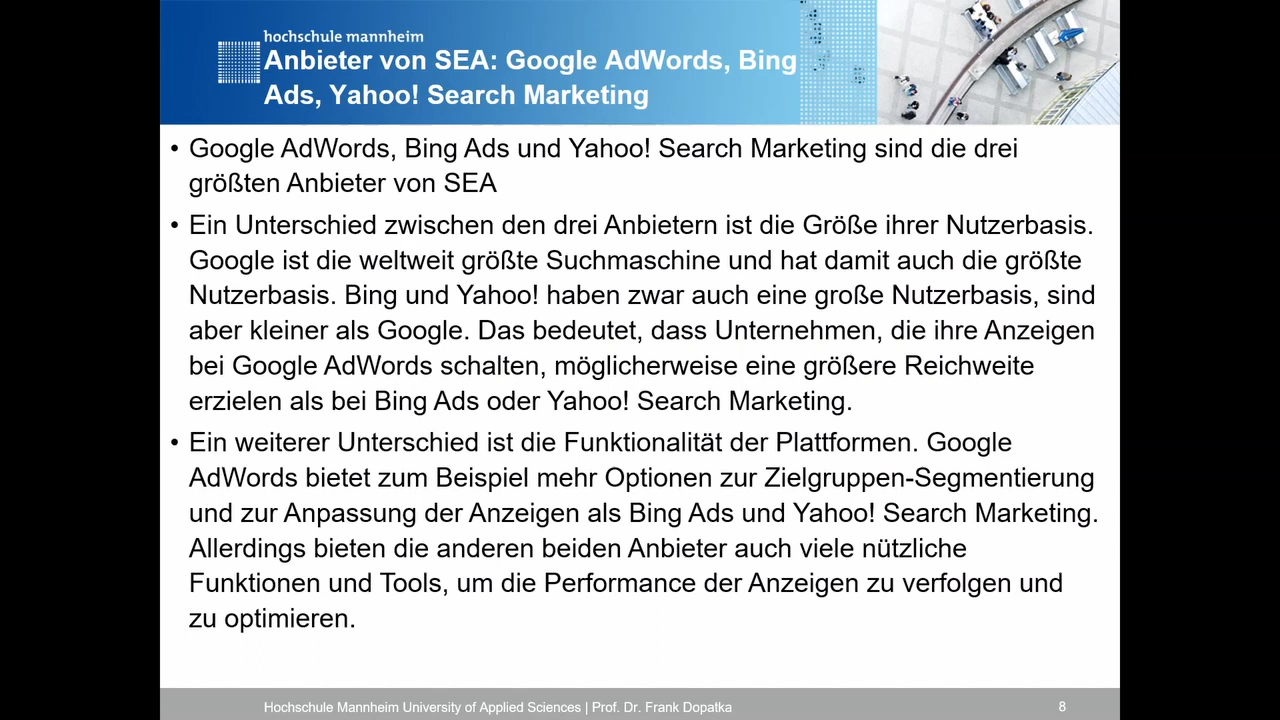 hochschule mannheim
Anbieter von SEA: Google AdWords, Bing
Ads, Yahoo! Search Marketing
• Google AdWords, Bing Ads und Yahoo! Search Marketing sind die drei
größten Anbieter von SEA
• Ein Unterschied zwischen den drei Anbietern ist die Größe ihrer Nutzerbasis.
Google ist die weltweit größte Suchmaschine und hat damit auch die größte
Nutzerbasis. Bing und Yahoo! haben zwar auch eine große Nutzerbasis, sind
aber kleiner als Google. Das bedeutet, dass Unternehmen, die ihre Anzeigen
bei Google AdWords schalten, möglicherweise eine größere Reichweite
erzielen als bei Bing Ads oder Yahoo! Search Marketing.
• Ein weiterer Unterschied ist die Funktionalität der Plattformen. Google
AdWords bietet zum Beispiel mehr Optionen zur Zielgruppen-Segmentierung
und zur Anpassung der Anzeigen als Bing Ads und Yahoo! Search Marketing.
Allerdings bieten die anderen beiden Anbieter auch viele nützliche
Funktionen und Tools, um die Performance der Anzeigen zu verfolgen und
zu optimieren.
Hochschule Mannheim University of Applied Sciences | Prof. Dr. Frank Dopatka
8